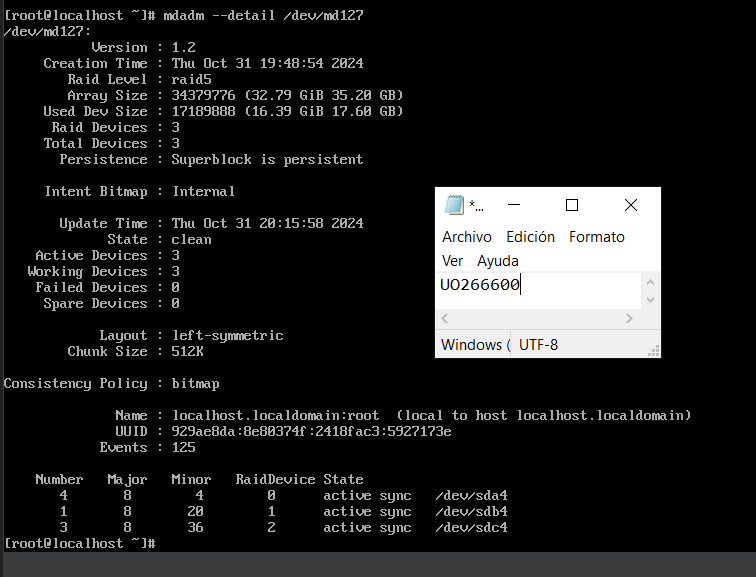 [root@localhost ~]# mdadm --detail /dev/md127
/dev/md127:
Version : 1.2
Creation Time : Thu Oct 31 19:48:54 2024
Raid Level : raid5
Array Size : 34379776 (32.79 GiB 35.20 GB)
Used Dev Size : 17189888 (16.39 GiB 17.60 GB)
Raid Devices : 3
Total Devices : 3
Persistence : Superblock is persistent
Intent Bitmap : Internal
Update Time : Thu Oct 31 20:15:58 2024
State : clean
Active Devices : 3
Working Devices : 3
Failed Devices : 0
Spare Devices : 0
Layout : left-symmetric
Chunk Size : 512K
Consistency Policy : bitmap
Name : localhost.localdomain:root (local to host localhost.localdomain)
UUID : 929ae8da:8e80374f:2418fac3:5927173e
Events : 125
Number Major Minor RaidDevice State
4 8 4 0 active sync /dev/sda4
1 8 20 1 active sync /dev/sdb4
3 8 36 2 active sync /dev/sdc4
[root@localhost ~]#
*...
Archivo Edición Formato
Ver Ayuda
UO266600
Windows (
UTF-8